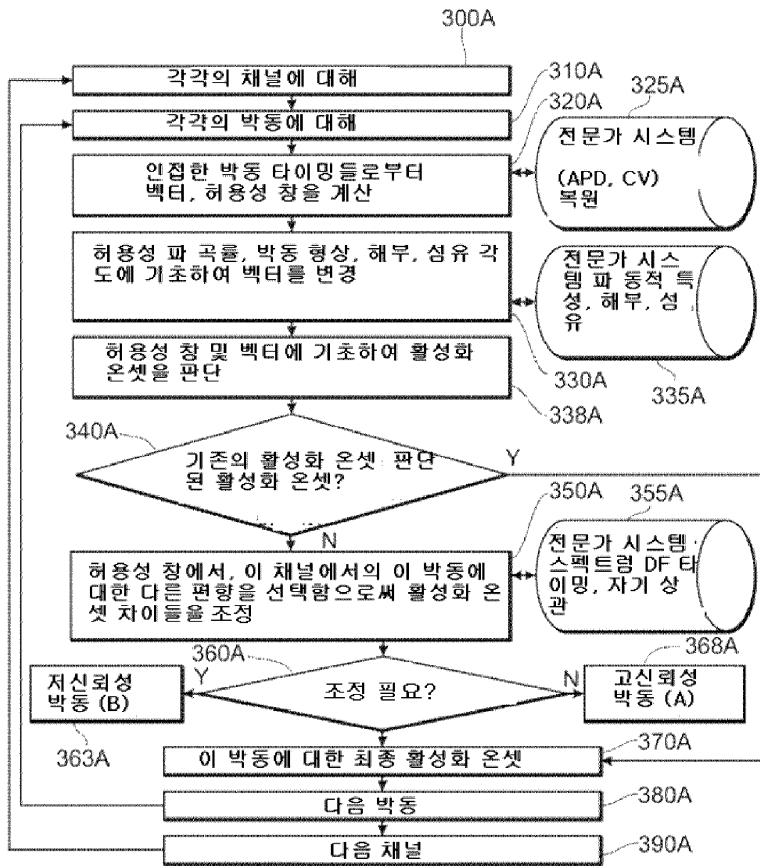 300A
각각의 채널에 대해
310A
각각의 박동에 대해
320A
인접한 박동 타이밍들로부터
벡터, 허용성 창을 계산
325A
전문가 시스템
(APD, CV)
복원
허용성 파 곡률, 박동 형상, 해부, 섬유 각
도에 기초하여 벡터를 변경
330A
전문가 시스
템 파 동적 특
성, 해부, 섬
유
335A
허용성 창 및 벡터에 기초하여 활성화
온셋을 판단
338A
340A
기존의 활성화 온셋 판단
된 활성화 온셋?
Y
N
350A
허용성 창에서, 이 채널에서의 이 박동에
대한 다른 편향을 선택함으로써 활성화 온
셋 차이들을 조정
355A
전문가 시스템
스펙트럼 DF 타
이밍, 자기 상
관
360A
조정 필요?
Y
N
저신뢰성
박동 (B)
363A
368A
고신뢰성
박동 (A)
370A
이 박동에 대한 최종 활성화 온셋
380A
다음 박동
390A
다음 채널